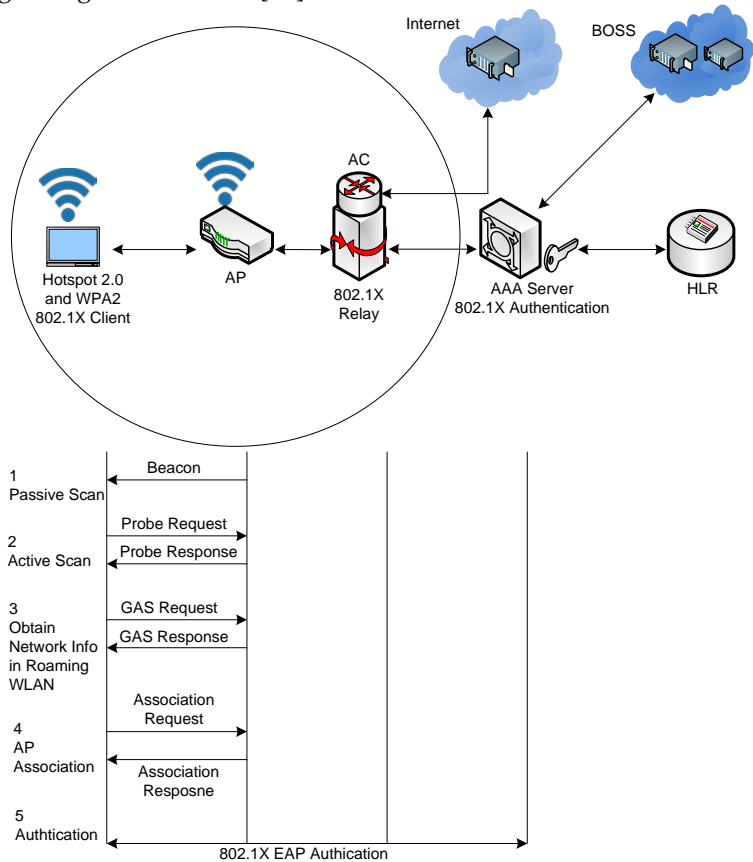 Internet
BOSS
AC
AP
Hotspot 2.0
and WPA2
802.1X Client
802.1X
Relay
AAA Server
802.1X Authentication
HLR
1
Passive Scan
Beacon
2
Active Scan
Probe Request
Probe Response
3
Obtain
Network Info
in Roaming
WLAN
GAS Request
GAS Response
4
AP
Association
Association
Request
Association
Resposne
5
Authtication
802.1X EAP Authication